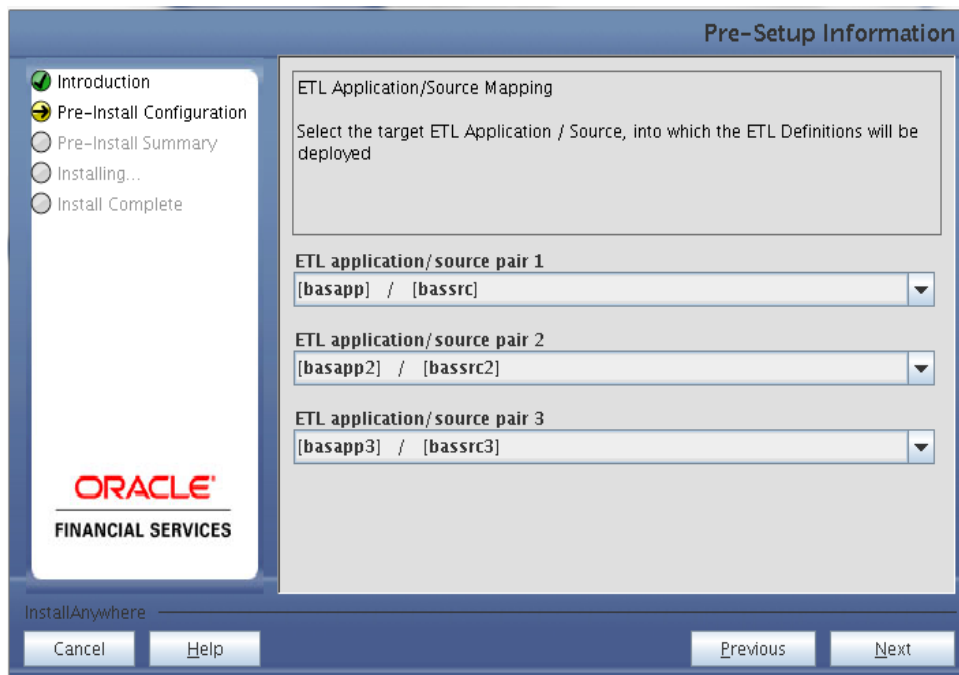 Pre-Setup Information
Introduction
Pre-Install Configuration
Pre-Install Summary
Installing...
Install Complete
ORACLE'
FINANCIAL SERVICES
ETL Application/Source Mapping
Select the target ETL Application / Source, into which the ETL Definitions will be
deployed
ETL application/source pair 1
[basapp] / [bassrc]
ETL application/source pair 2
[basapp2] / [bassrc2]
ETL application/source pair 3
[basapp3] / [bassrc3]
InstallAnywhere
Cancel
Help
Previous
Next